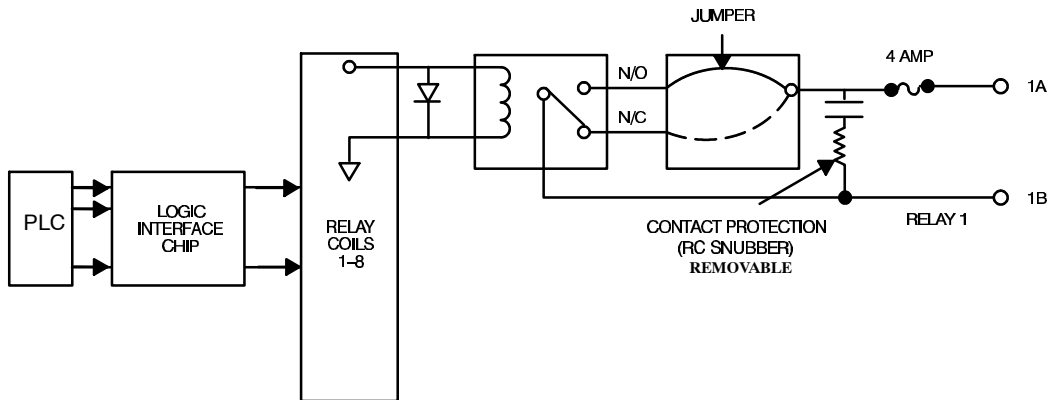 JUMPER
4 AMP
N/O
1A
N/C
PLC
LOGIC
INTERFACE
CHIP
RELAY
COILS
1–8
1B
RELAY 1
CONTACT PROTECTION
(RC SNUBBER)
REMOVABLE